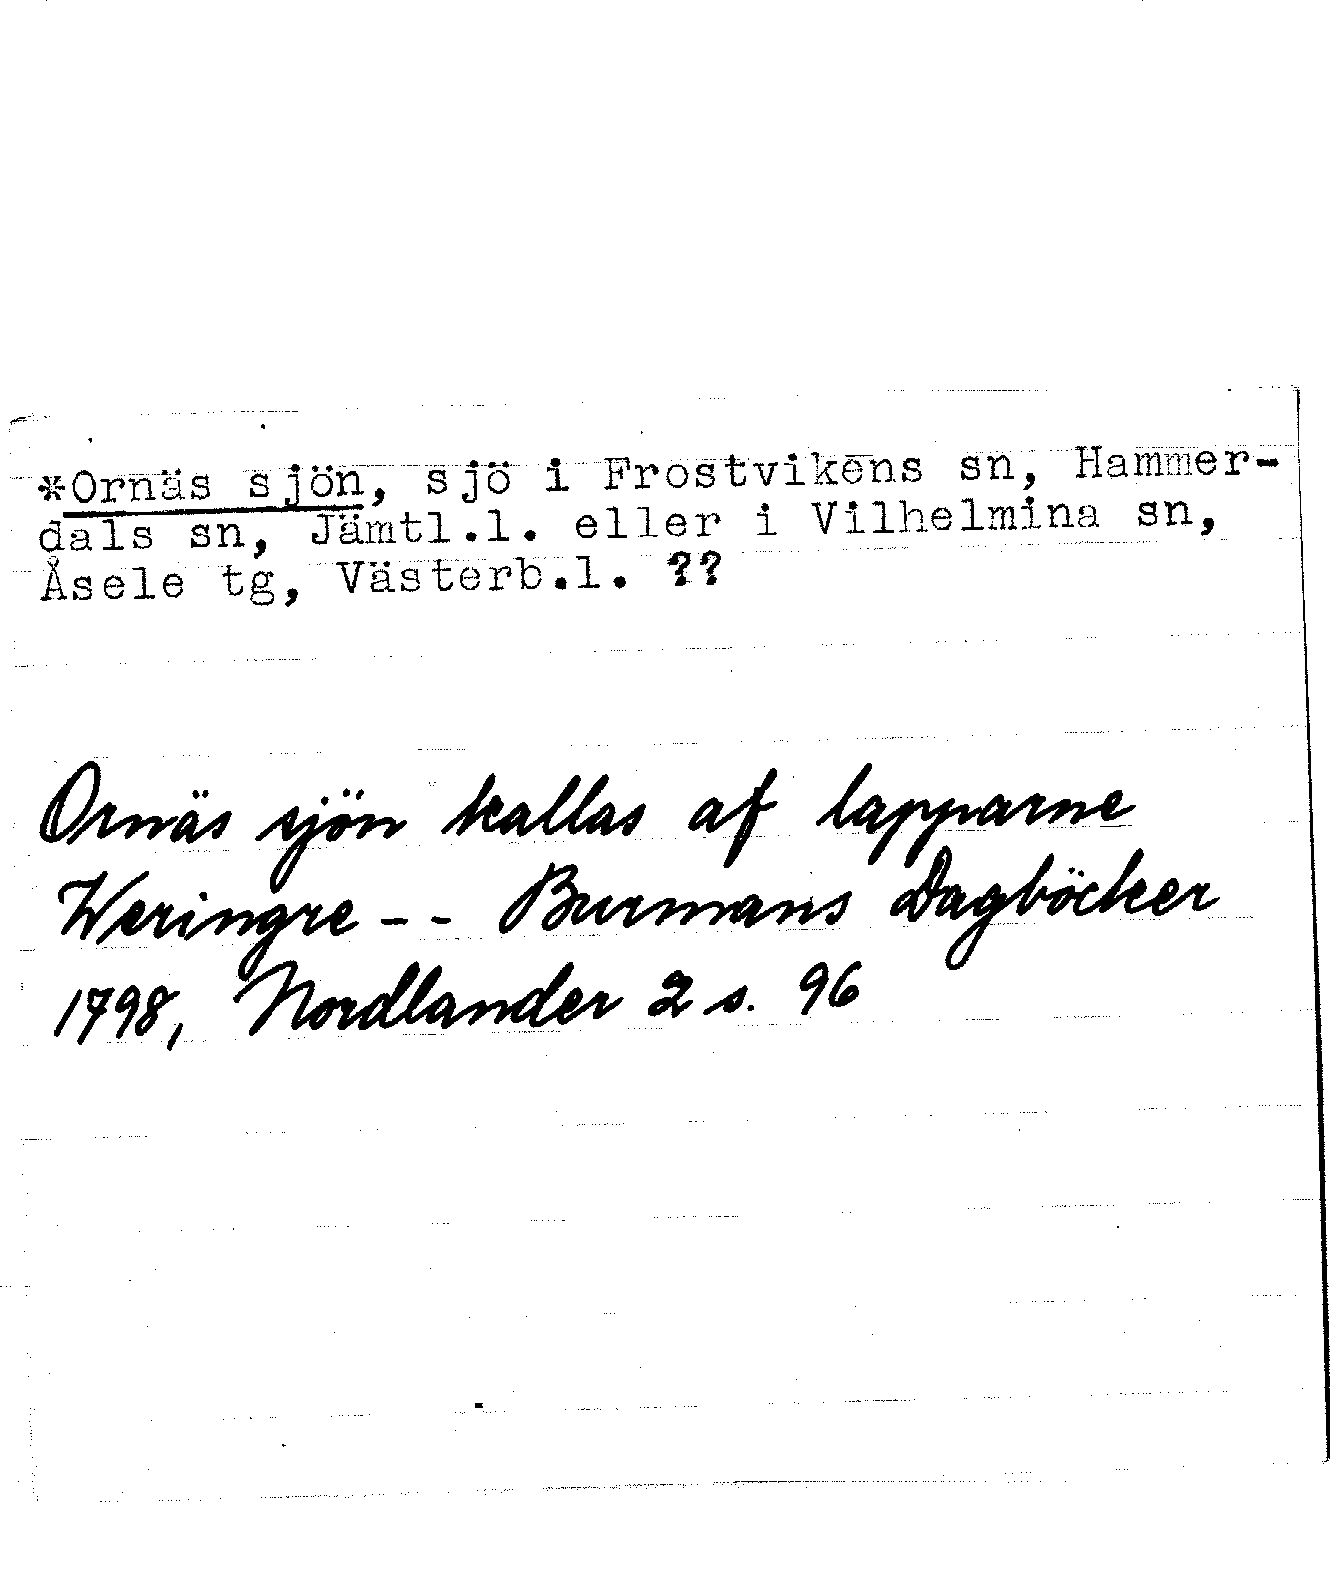 *Ornäs sjön, sjö i Frostvikens sn, Hammer-
dals sn, Jämtl.l. eller i Vilhelmina sn,
Åsele tg, Västerb.l. ??
Ornäs sjön kallas af lapparne
Weringre -- Burmans Dagböcker
1798, Nordlander 2 s. 96